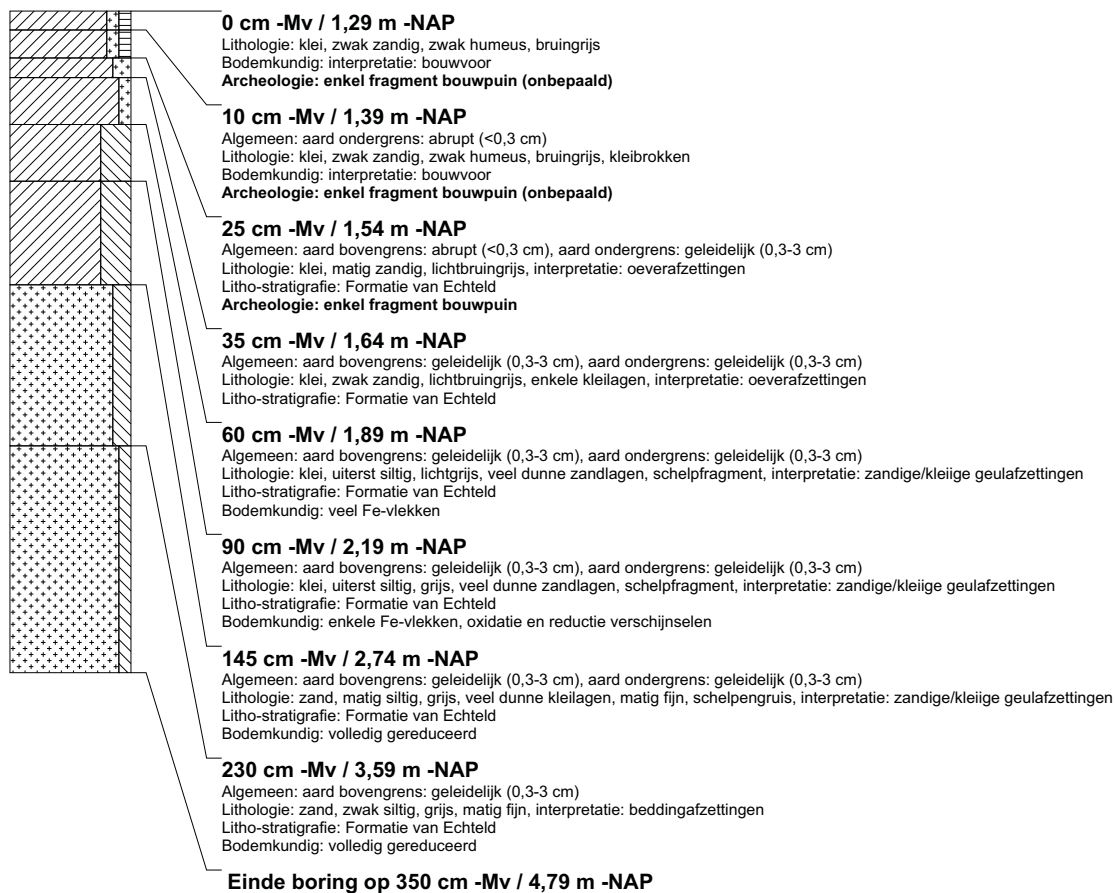 0 cm -Mv / 1,29 m -NAP
Lithologie: klei, zwak zandig, zwak humeus, bruingrijs
Bodemkundig: interpretatie: bouwvoor
Archeologie: enkel fragment bouwpuin (onbepaald)
10 cm -Mv / 1,39 m -NAP
Algemeen: aard ondergrens: abrupt (<0,3 cm)
Lithologie: klei, zwak zandig, zwak humeus, bruingrijs, kleibrokken
Bodemkundig: interpretatie: bouwvoor
Archeologie: enkel fragment bouwpuin (onbepaald)
25 cm -Mv / 1,54 m -NAP
Algemeen: aard bovengrens: abrupt (<0,3 cm), aard ondergrens: geleidelijk (0,3-3 cm)
Lithologie: klei, matig zandig, lichtbruingrijs, interpretatie: oeverafzettingen
Litho-stratigrafie: Formatie van Echteld
Archeologie: enkel fragment bouwpuin
35 cm -Mv / 1,64 m -NAP
Algemeen: aard bovengrens: geleidelijk (0,3-3 cm), aard ondergrens: geleidelijk (0,3-3 cm)
Lithologie: klei, zwak zandig, lichtbruingrijs, enkele kleilagen, interpretatie: oeverafzettingen
Litho-stratigrafie: Formatie van Echteld
60 cm -Mv / 1,89 m -NAP
Algemeen: aard bovengrens: geleidelijk (0,3-3 cm), aard ondergrens: geleidelijk (0,3-3 cm)
Lithologie: klei, uiterst siltig, lichtgrijs, veel dunne zandlagen, schelpfragment, interpretatie: zandige/kleiige geulafzettingen
Litho-stratigrafie: Formatie van Echteld
Bodemkundig: veel Fe-vlekken
90 cm -Mv / 2,19 m -NAP
Algemeen: aard bovengrens: geleidelijk (0,3-3 cm), aard ondergrens: geleidelijk (0,3-3 cm)
Lithologie: klei, uiterst siltig, grijs, veel dunne zandlagen, schelpfragment, interpretatie: zandige/kleiige geulafzettingen
Litho-stratigrafie: Formatie van Echteld
Bodemkundig: enkele Fe-vlekken, oxidatie en reductie verschijnselen
145 cm -Mv / 2,74 m -NAP
Algemeen: aard bovengrens: geleidelijk (0,3-3 cm), aard ondergrens: geleidelijk (0,3-3 cm)
Lithologie: zand, matig siltig, grijs, veel dunne kleilagen, matig fijn, schelpengruis, interpretatie: zandige/kleiige geulafzettingen
Litho-stratigrafie: Formatie van Echteld
Bodemkundig: volledig gereduceerd
230 cm -Mv / 3,59 m -NAP
Algemeen: aard bovengrens: geleidelijk (0,3-3 cm)
Lithologie: zand, zwak siltig, grijs, matig fijn, interpretatie: beddingafzettingen
Litho-stratigrafie: Formatie van Echteld
Bodemkundig: volledig gereduceerd
Einde boring op 350 cm -Mv / 4,79 m -NAP